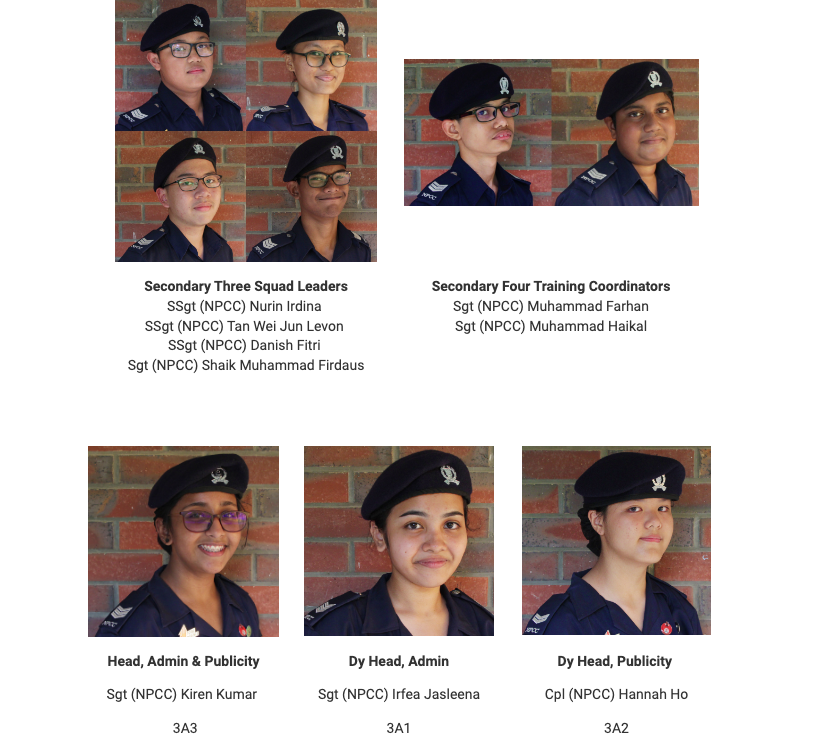 Secondary Three Squad Leaders
SSgt (NPCC) Nurin Irdina
SSgt (NPCC) Tan Wei Jun Levon
SSgt (NPCC) Danish Fitri
Sgt (NPCC) Shaik Muhammad Firdaus
Secondary Four Training Coordinators
Sgt (NPCC) Muhammad Farhan
Sgt (NPCC) Muhammad Haikal
NPCC
NPCC
Head, Admin & Publicity
Sgt (NPCC) Kiren Kumar
3A3
Dy Head, Admin
Sgt (NPCC) Irfea Jasleena
3A1
Dy Head, Publicity
Cpl (NPCC) Hannah Ho
3A2